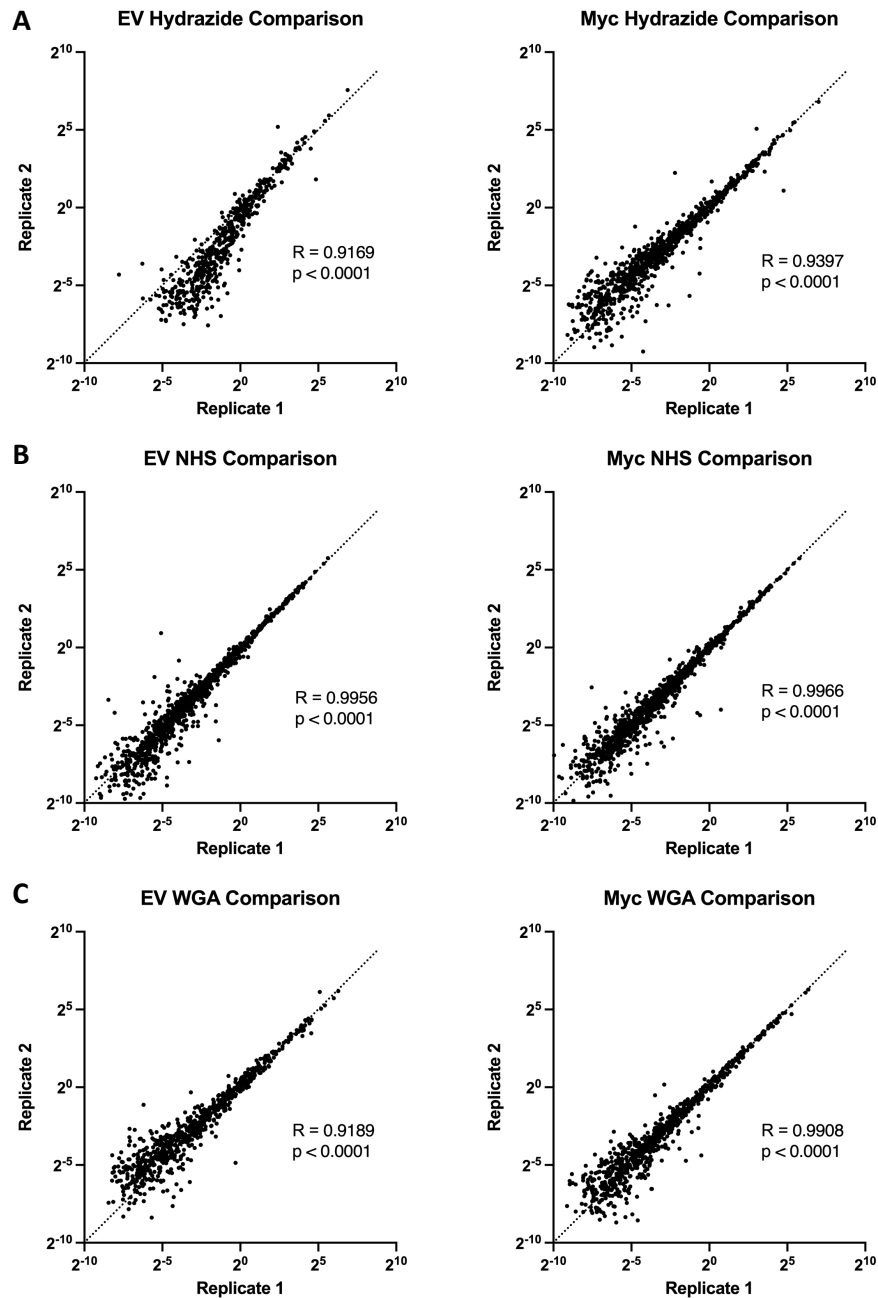 A
EV Hydrazide Comparison
Myc Hydrazide Comparison
2^10
2^5
2^0
2^-5
2^-10
Replicate 2
R = 0.9169
p < 0.0001
2^-10 2^-5 2^0 2^5 2^10
Replicate 1
2^10
2^5
2^0
2^-5
2^-10
Replicate 2
R = 0.9397
p < 0.0001
2^-10 2^-5 2^0 2^5 2^10
Replicate 1
B
EV NHS Comparison
Myc NHS Comparison
2^10
2^5
2^0
2^-5
2^-10
Replicate 2
R = 0.9956
p < 0.0001
2^-10 2^-5 2^0 2^5 2^10
Replicate 1
2^10
2^5
2^0
2^-5
2^-10
Replicate 2
R = 0.9966
p < 0.0001
2^-10 2^-5 2^0 2^5 2^10
Replicate 1
C
EV WGA Comparison
Myc WGA Comparison
2^10
2^5
2^0
2^-5
2^-10
Replicate 2
R = 0.9189
p < 0.0001
2^-10 2^-5 2^0 2^5 2^10
Replicate 1
2^10
2^5
2^0
2^-5
2^-10
Replicate 2
R = 0.9908
p < 0.0001
2^-10 2^-5 2^0 2^5 2^10
Replicate 1